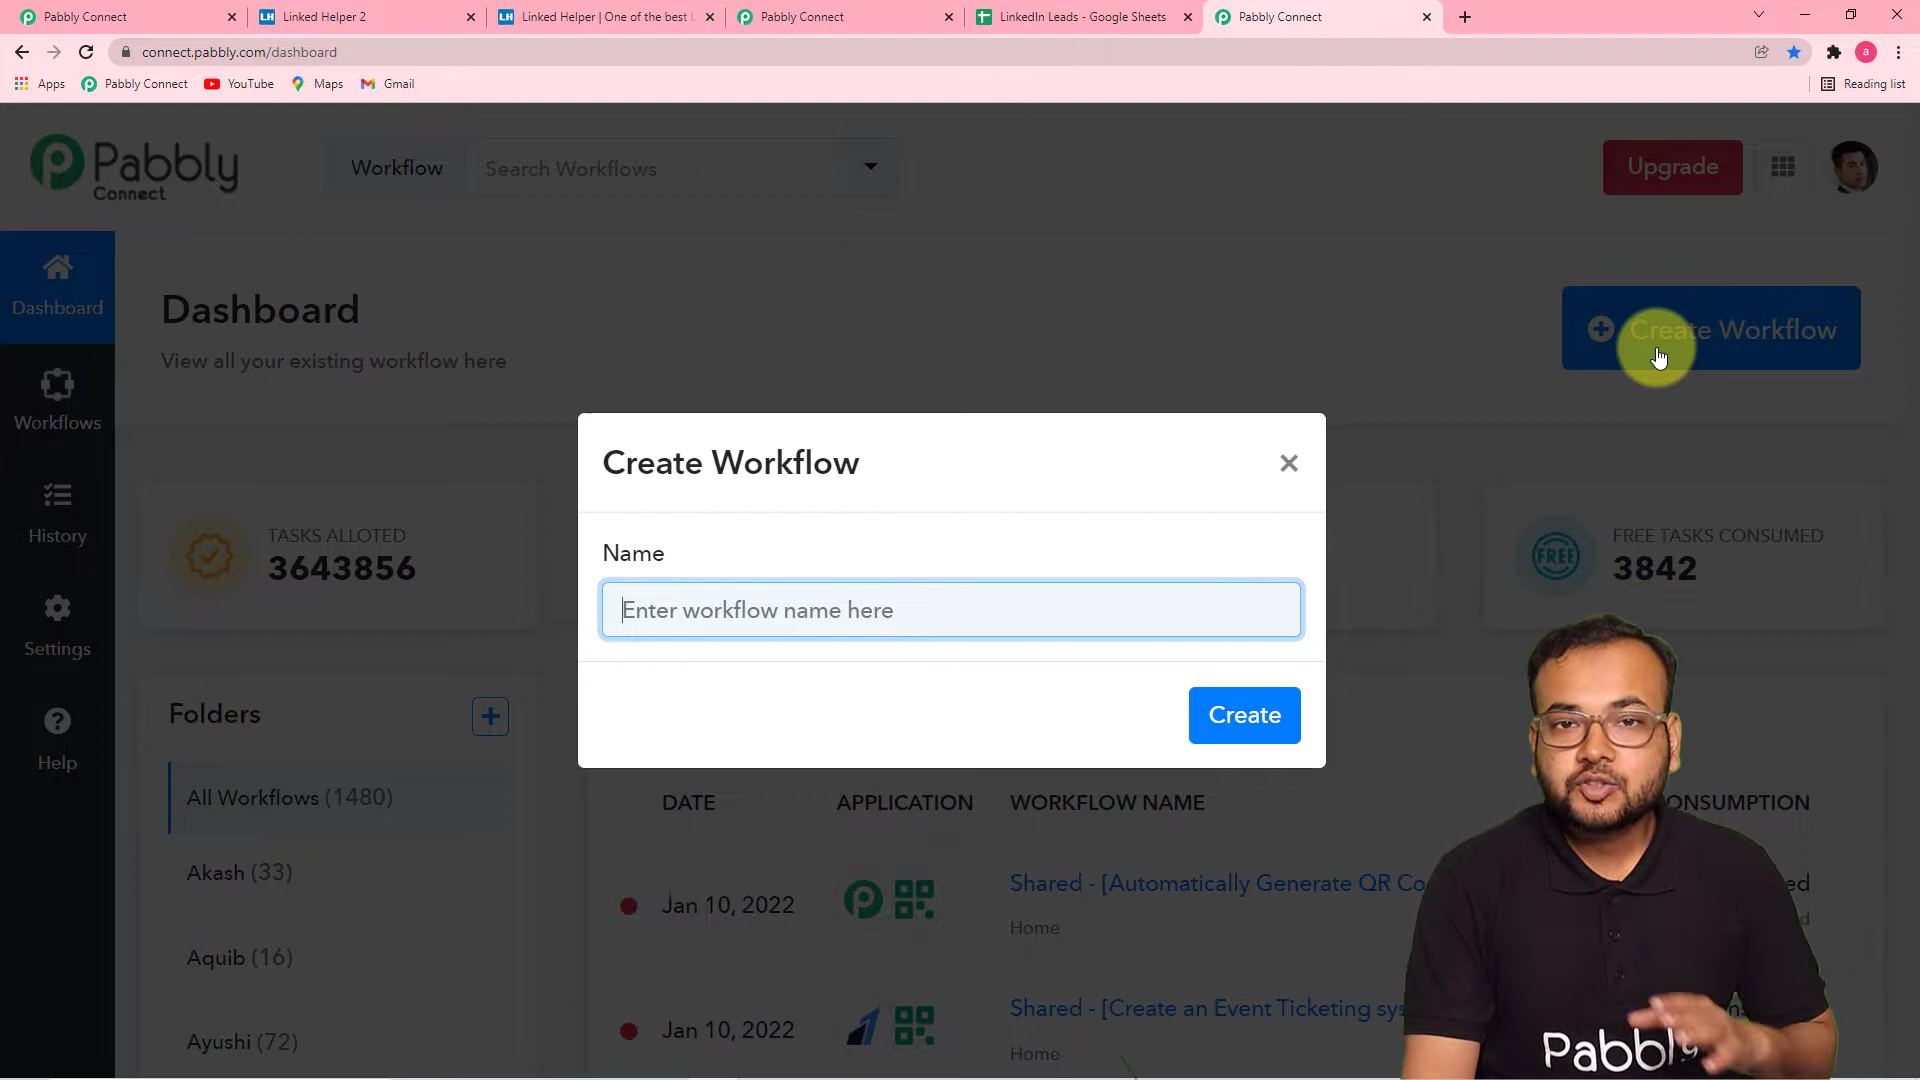 Pabbly Connect
Linked Helper 2
Linked Helper | One of the best
Pabbly Connect
LinkedIn Leads - Google Sheets
Pabbly Connect
connect.pabbly.com/dashboard
a
Apps
Pabbly Connect
YouTube
Maps
Gmail
Reading list
Pabbly
Connect
Workflow
Search Workflows
Upgrade
Dashboard
Dashboard
View all your existing workflow here
Create Workflow
Workflows
Create Workflow
History
TASKS ALLOTED
3643856
Name
Enter workflow name here
FREE
FREE TASKS CONSUMED
3842
Settings
Create
Folders
Help
All Workflows (1480)
DATE
APPLICATION
WORKFLOW NAME
Akash (33)
Jan 10, 2022
Shared - [Automatically Generate QR Co
Home
Aquib (16)
Jan 10, 2022
Shared - [Create an Event Ticketing sys
Home
Ayushi (72)
Pabbly